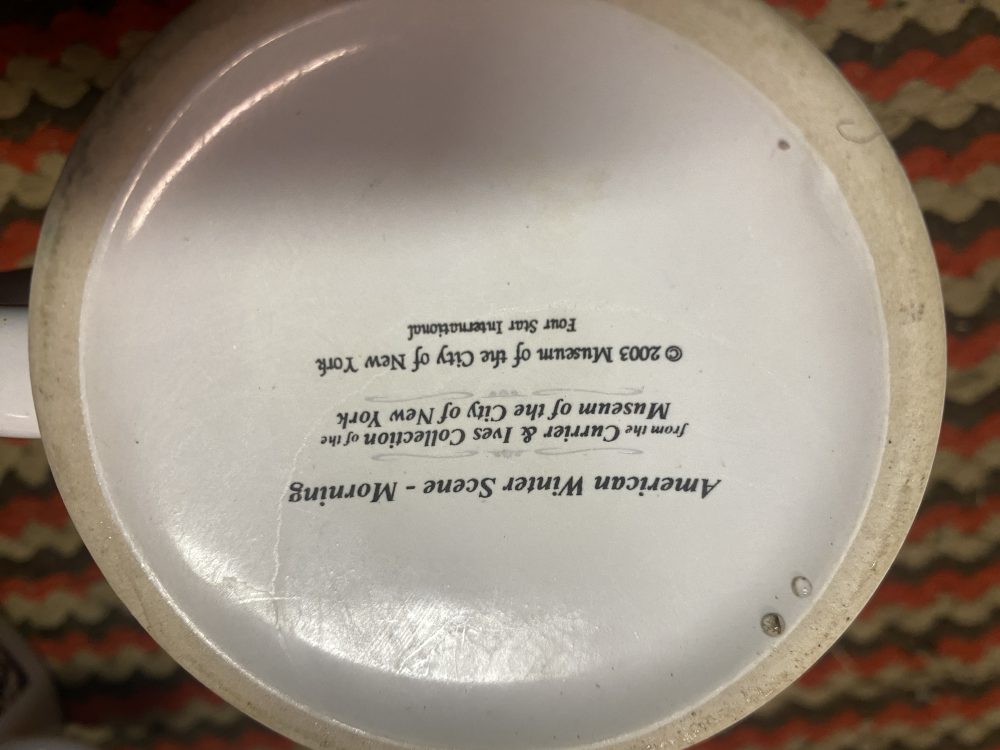 American Winter Scene - Morning
from the Currier & Ives Collection of the
Museum of the City of New York
© 2003 Museum of the City of New York
Four Star International